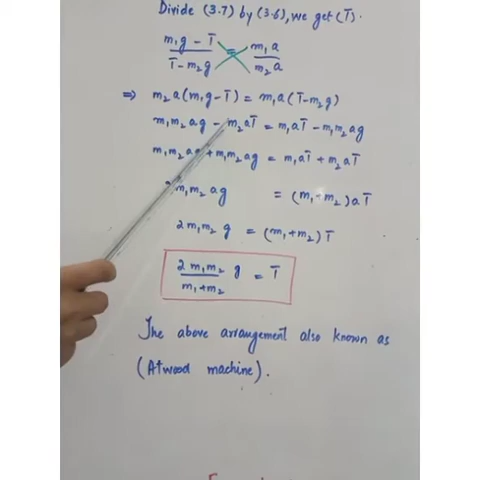 Divide (3.7) by (3.6), we get (T).
m₁g - T / T - m₂g = m₁a / m₂a
⇒ m₂a(m₁g - T) = m₁a(T - m₂g)
m₁m₂ag - m₂aT = m₁aT - m₁m₂ag
m₁m₂ag + m₁m₂ag = m₁aT + m₂aT
m₁m₂ag = (m₁+m₂)aT
2m₁m₂g = (m₁+m₂)T
2m₁m₂ / m₁+m₂ g = T
The above arrangement also known as
(Atwood machine).